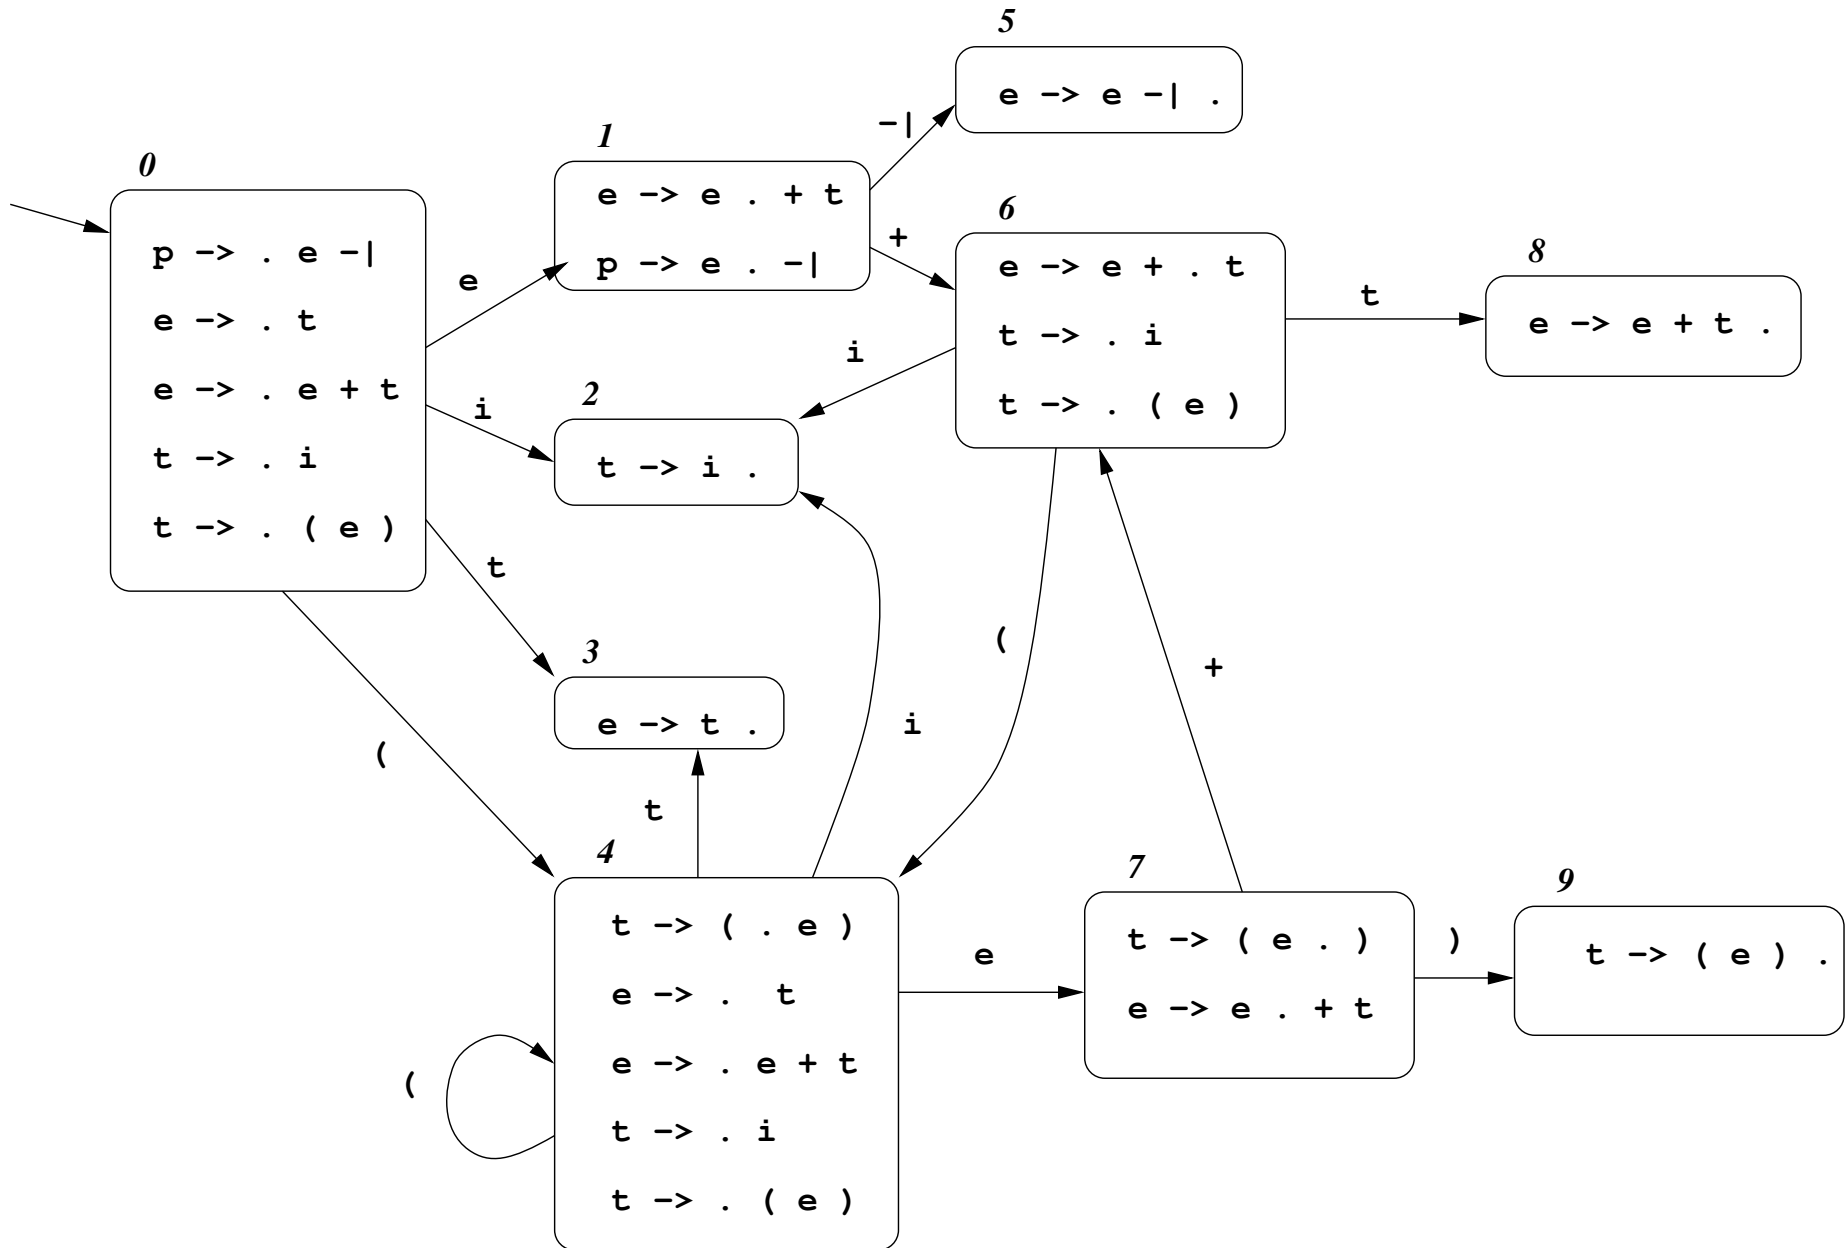 5
e -> e -| .
-|
1
e -> e . + t
p -> e . -|
0
p -> . e -|
e -> . t
e -> . e + t
t -> . i
t -> . ( e )
e
+
6
e -> e + . t
t -> . i
t -> . ( e )
t
8
e -> e + t .
i
i
2
t -> i .
t
3
e -> t .
(
(
+
i
t
4
t -> ( . e )
e -> .  t
e -> . e + t
t -> . i
t -> . ( e )
(
e
7
t -> ( e . )
e -> e . + t
)
9
t -> ( e ) .